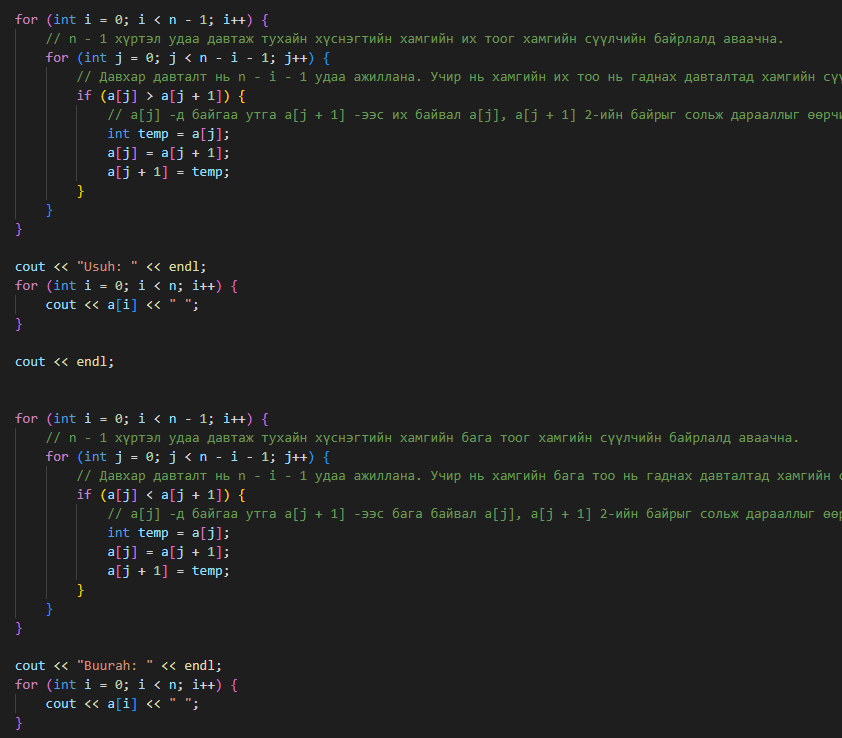 for (int i = 0; i < n - 1; i++) {
// n - 1 хүртэл удаа давтаж тухайн хүснэгтийн хамгийн их тоог хамгийн сүүлчийн байрлалд аваачна.
for (int j = 0; j < n - i - 1; j++) {
// Давхар давталт нь n - i - 1 удаа ажиллана. Учир нь хамгийн их тоо нь гаднах давталтад хамгийн
if (a[j] > a[j + 1]) {
// a[j] -д байгаа утга a[j + 1] -ээс их байвал a[j], a[j + 1] 2-ийн байрыг сольж дарааллыг
int temp = a[j];
a[j] = a[j + 1];
a[j + 1] = temp;
}
}
}
cout << "Usuh: " << endl;
for (int i = 0; i < n; i++) {
cout << a[i] << " ";
}
cout << endl;
for (int i = 0; i < n - 1; i++) {
// n - 1 хүртэл удаа давтаж тухайн хүснэгтийн хамгийн бага тоог хамгийн сүүлчийн байрлалд аваачна.
for (int j = 0; j < n - i - 1; j++) {
// Давхар давталт нь n - i - 1 удаа ажиллана. Учир нь хамгийн бага тоо нь гаднах давталтад хамгийн
if (a[j] < a[j + 1]) {
// a[j] -д байгаа утга a[j + 1] -ээс бага байвал a[j], a[j + 1] 2-ийн байрыг сольж дарааллыг
int temp = a[j];
a[j] = a[j + 1];
a[j + 1] = temp;
}
}
}
cout << "Buurah: " << endl;
for (int i = 0; i < n; i++) {
cout << a[i] << " ";
}